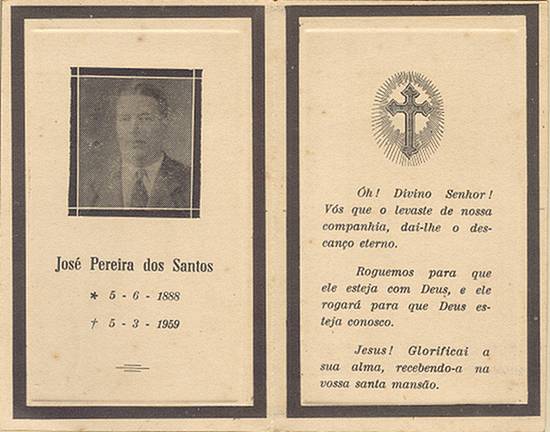 José Pereira dos Santos
* 5 - 6 - 1888
† 5 - 3 - 1959
Óh! Divino Senhor!
Vós que o levaste de nossa
companhia, dai-lhe o des-
canço eterno.
Roguemos para que
ele esteja com Deus, e ele
rogará para que Deus es-
teja conosco.
Jesus! Glorificai a
sua alma, recebendo-a na
vossa santa mansão.